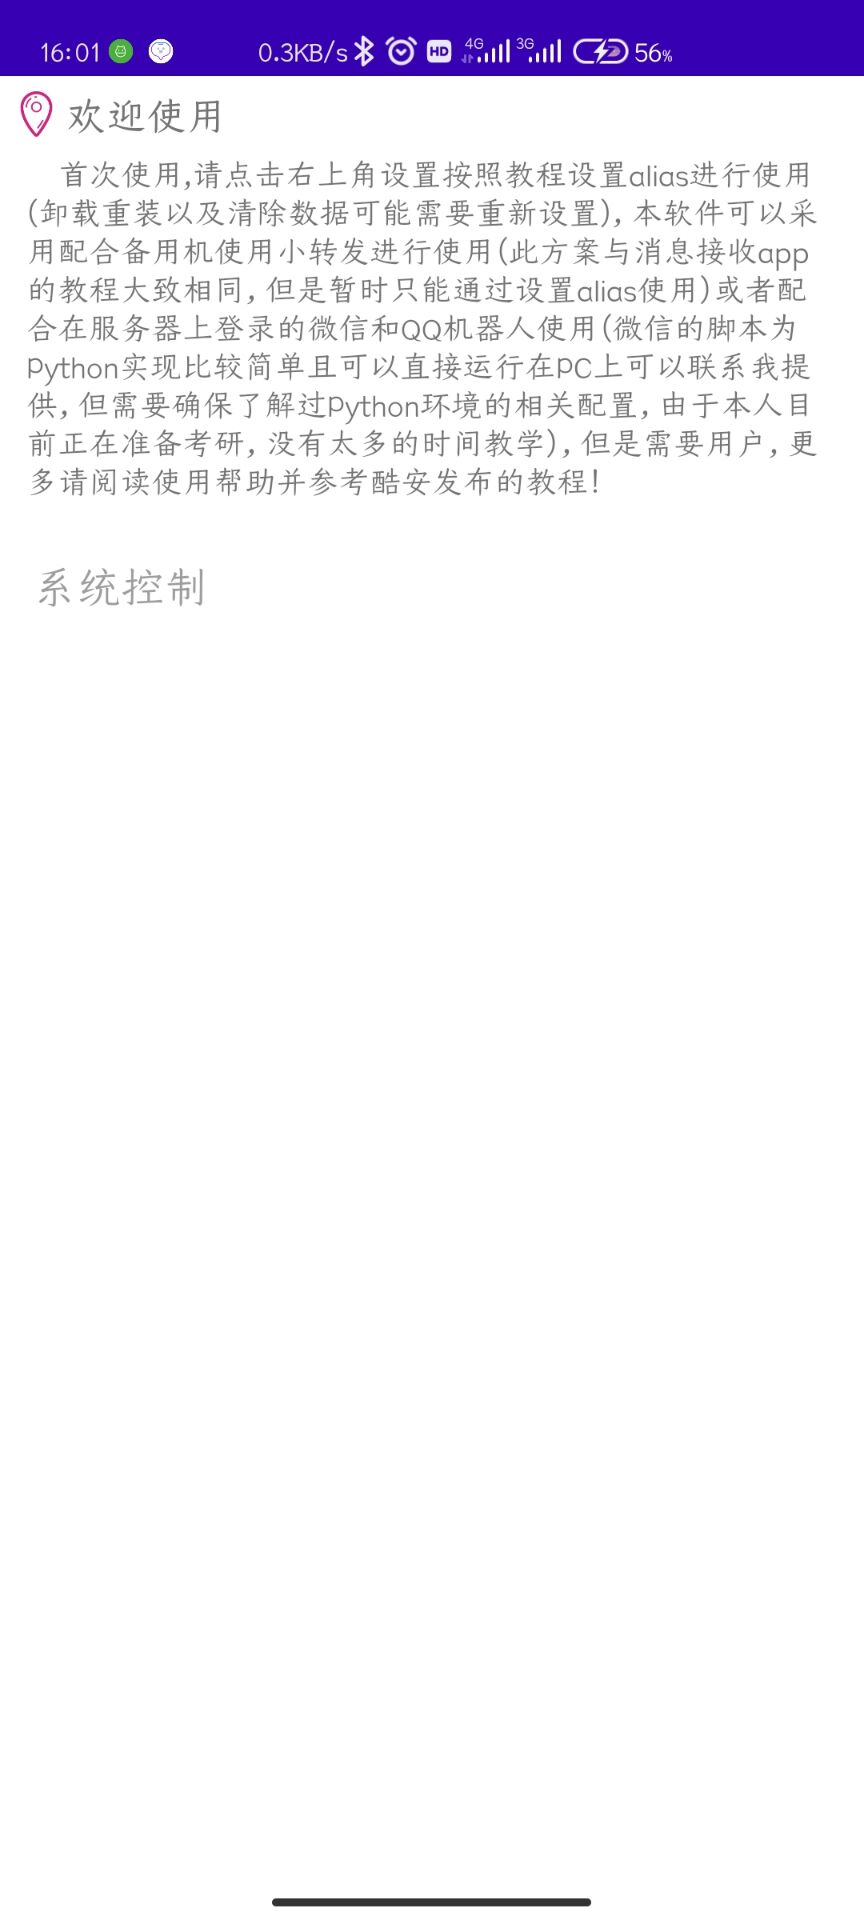 16:01 0.3KB/s HD 4G 3G 56%
欢迎使用
首次使用,请点击右上角设置按照教程设置alias进行使用
(卸载重装以及清除数据可能需要重新设置), 本软件可以采
用配合备用机使用小转发进行使用(此方案与消息接收app
的教程大致相同, 但是暂时只能通过设置alias使用)或者配
合在服务器上登录的微信和QQ机器人使用(微信的脚本为
Python实现比较简单且可以直接运行在PC上可以联系我提
供, 但需要确保了解过Python环境的相关配置, 由于本人目
前正在准备考研, 没有太多的时间教学), 但是需要用户, 更
多请阅读使用帮助并参考酷安发布的教程!
系统控制